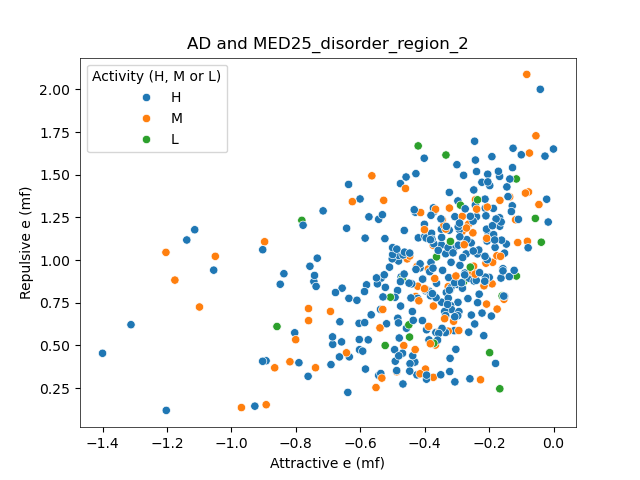 AD and MED25_disorder_region_2
Activity (H, M or L)
H
M
L
2.00
1.75
1.50
1.25
1.00
0.75
0.50
0.25
Repulsive e (mf)
−1.4 −1.2 −1.0 −0.8 −0.6 −0.4 −0.2 0.0
Attractive e (mf)